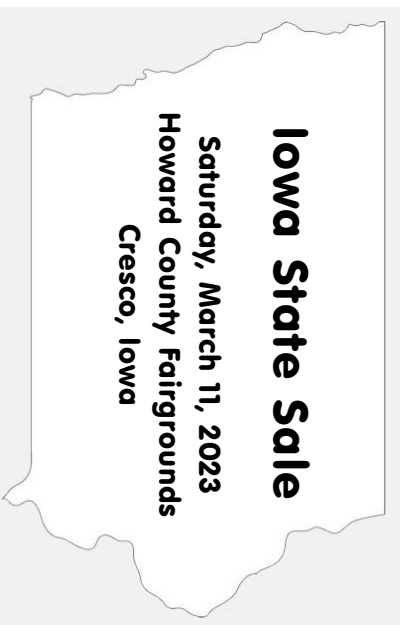 Iowa State Sale
Saturday, March 11, 2023
Howard County Fairgrounds
Cresco, Iowa